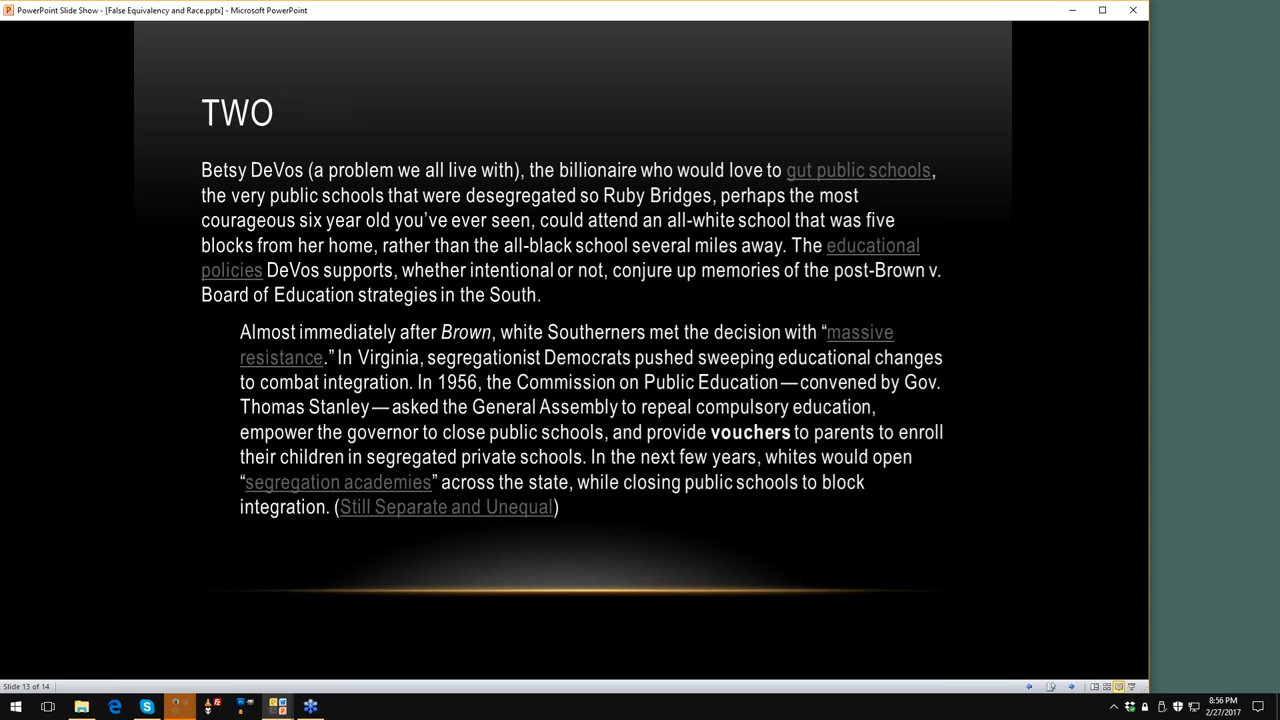 PowerPoint Slide Show - [False Equivalency and Race.pptx] - Microsoft PowerPoint
TWO
Betsy DeVos (a problem we all live with), the billionaire who would love to gut public schools,
the very public schools that were desegregated so Ruby Bridges, perhaps the most
courageous six year old you’ve ever seen, could attend an all-white school that was five
blocks from her home, rather than the all-black school several miles away. The educational
policies DeVos supports, whether intentional or not, conjure up memories of the post-Brown v.
Board of Education strategies in the South.
Almost immediately after Brown, white Southerners met the decision with “massive
resistance.” In Virginia, segregationist Democrats pushed sweeping educational changes
to combat integration. In 1956, the Commission on Public Education—convened by Gov.
Thomas Stanley—asked the General Assembly to repeal compulsory education,
empower the governor to close public schools, and provide vouchers to parents to enroll
their children in segregated private schools. In the next few years, whites would open
“segregation academies” across the state, while closing public schools to block
integration. (Still Separate and Unequal)
Slide 13 of 14
8:56 PM
2/27/2017